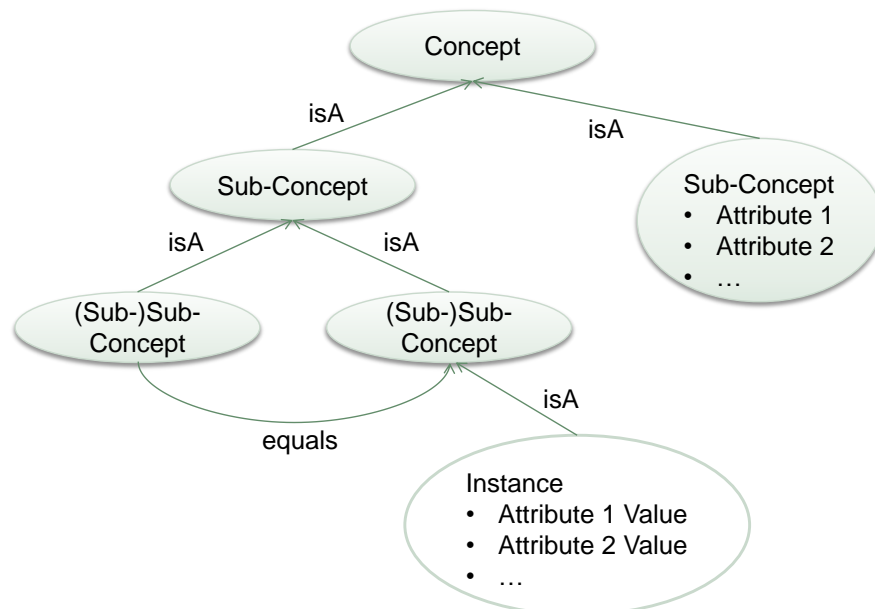 Concept
isA
isA
Sub-Concept
Sub-Concept
• Attribute 1
• Attribute 2
• …
isA
isA
(Sub-)Sub-
Concept
(Sub-)Sub-
Concept
isA
equals
Instance
• Attribute 1 Value
• Attribute 2 Value
• …